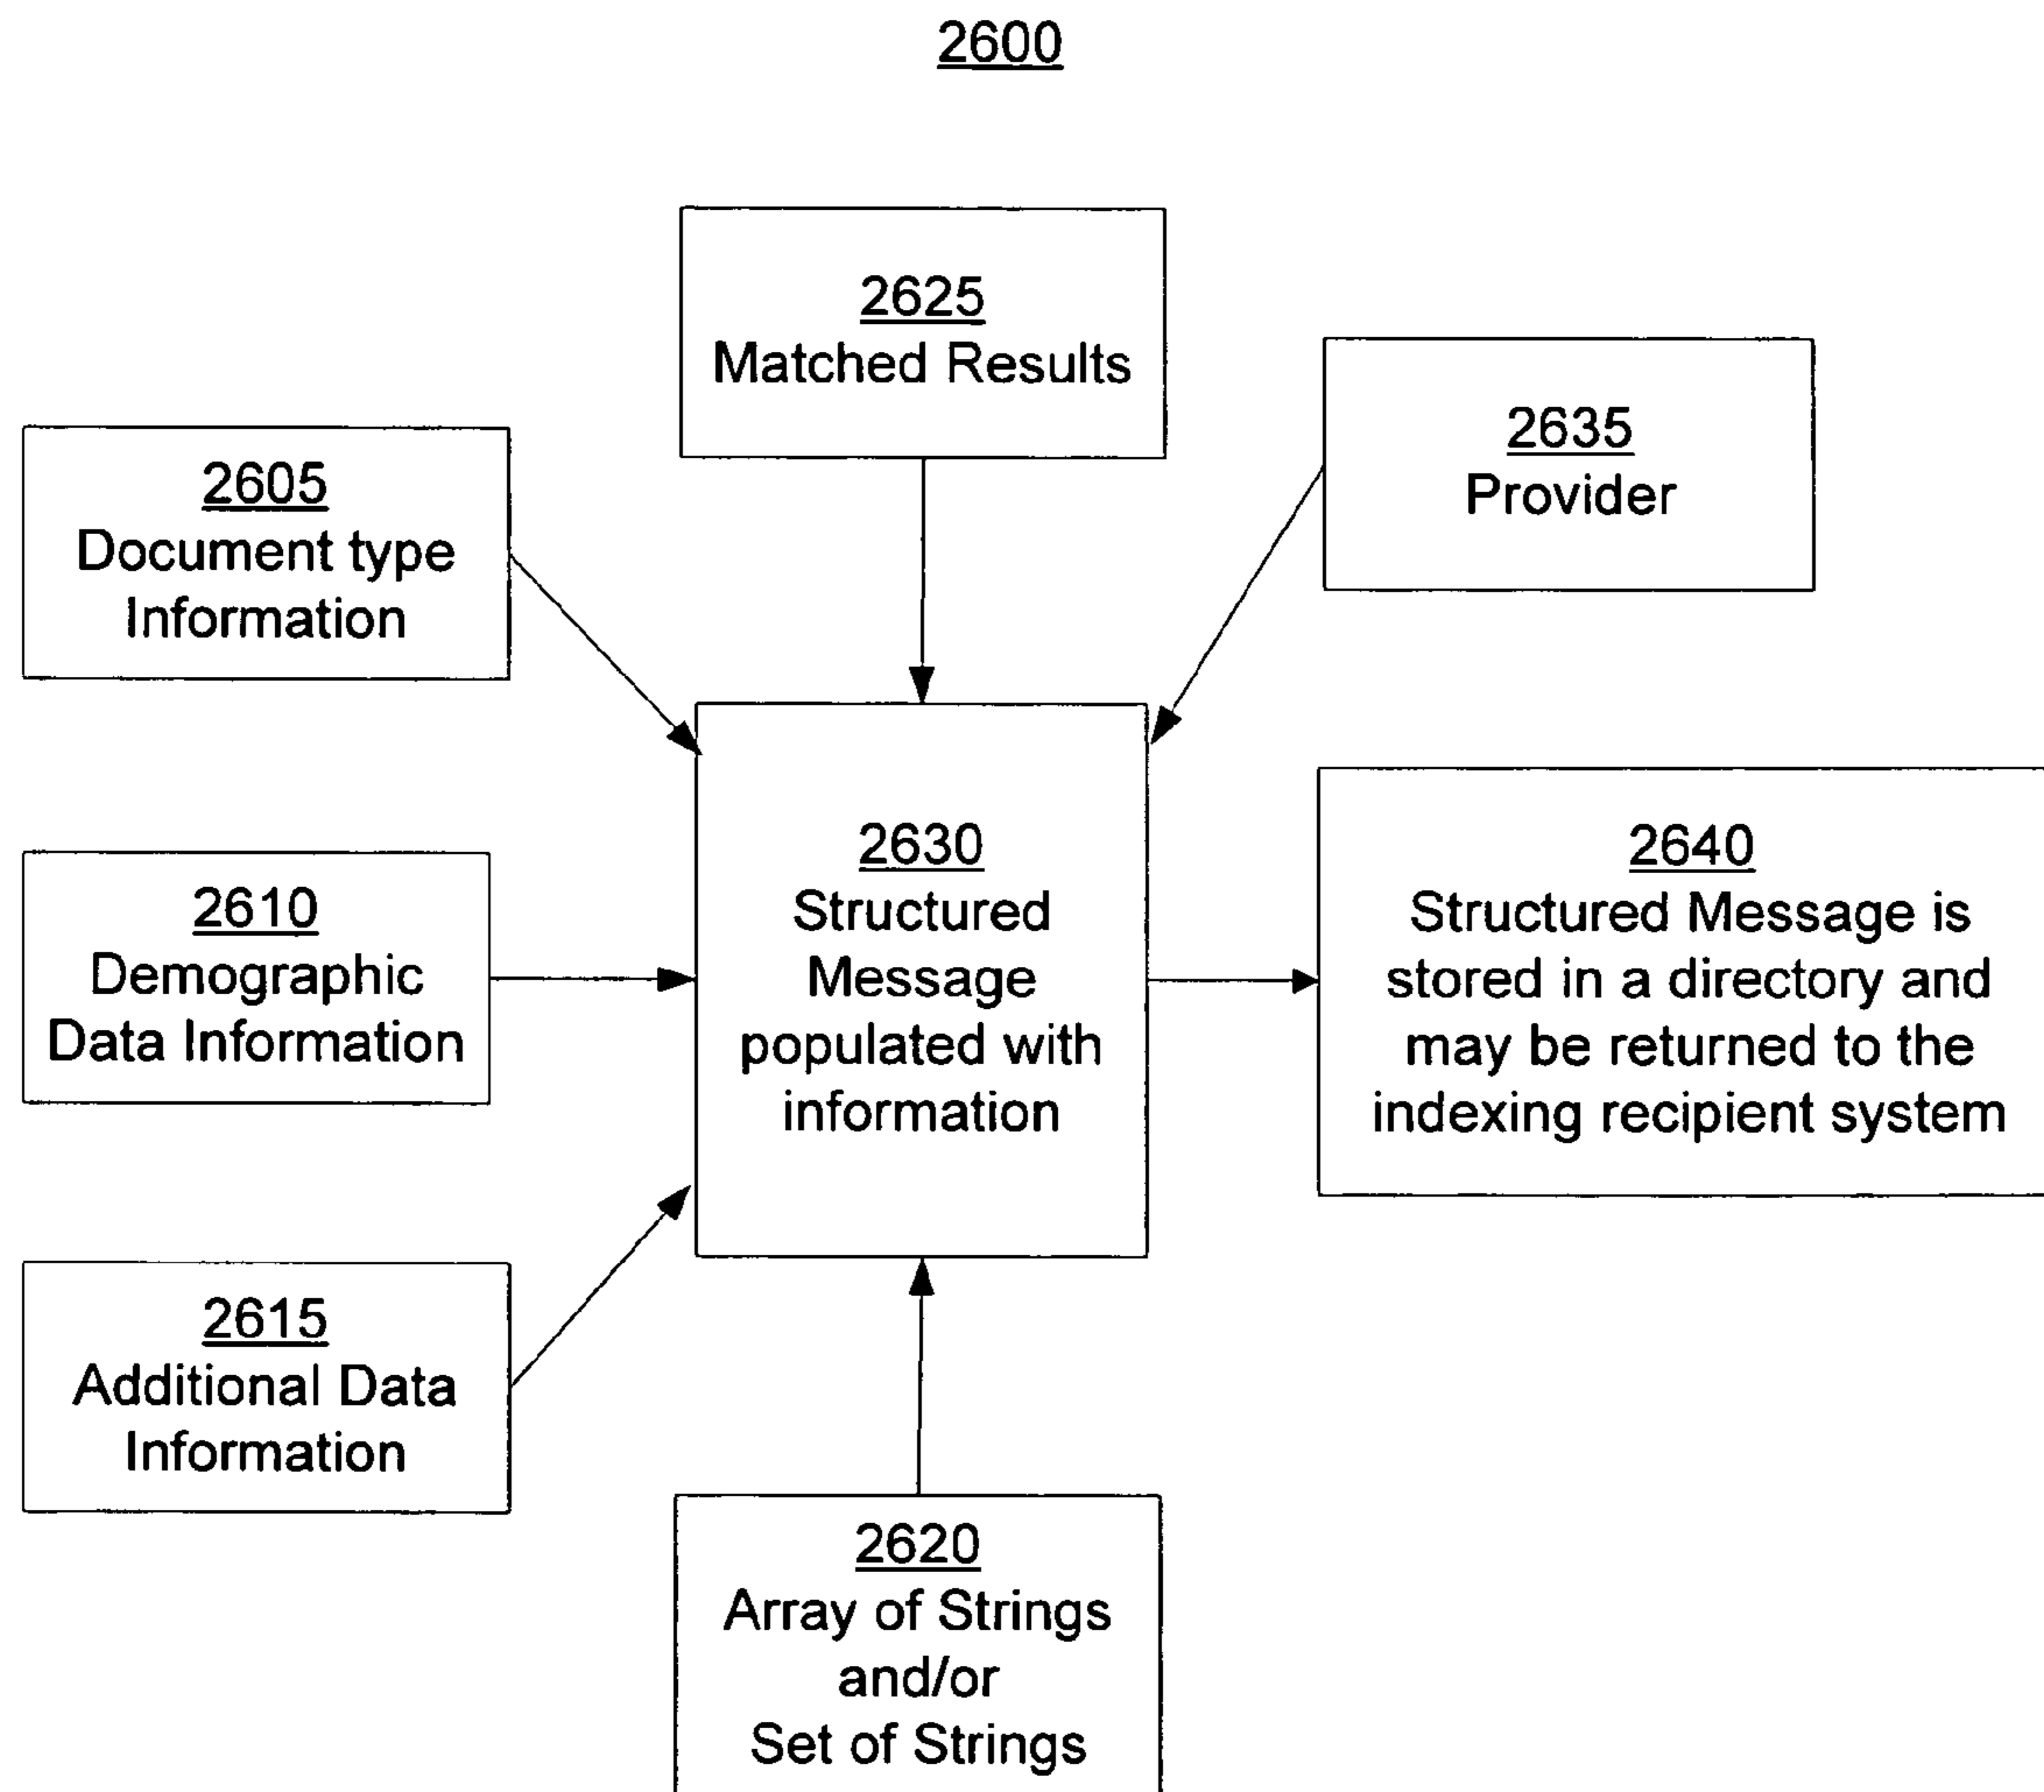 2600
2625
Matched Results
2635
Provider
2605
Document type
Information
2610
Demographic
Data Information
2630
Structured
Message
populated with
information
2640
Structured Message is
stored in a directory and
may be returned to the
indexing recipient system
2615
Additional Data
Information
2620
Array of Strings
and/or
Set of Strings